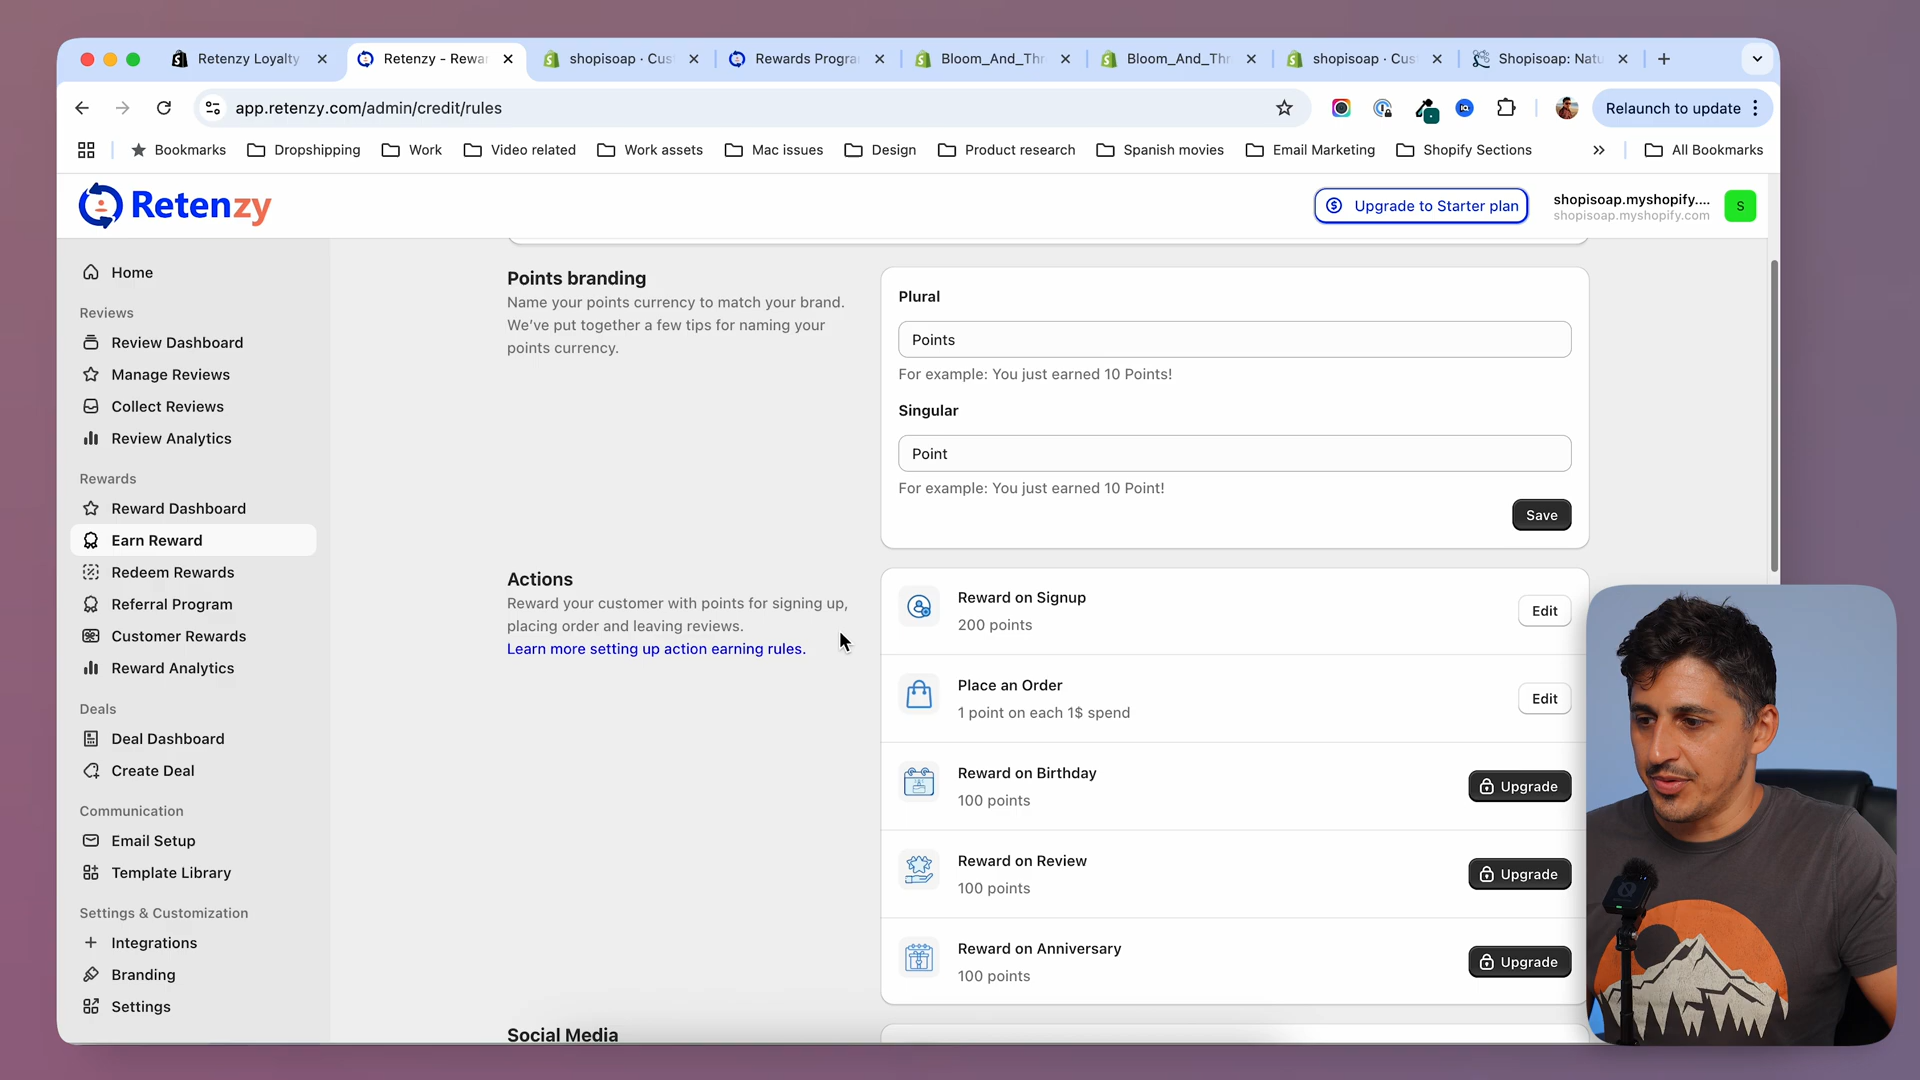 Retenzy Loyalty
Retenzy - Rewar
shopisoap · Cus
Rewards Progra
Bloom_And_Thr
Bloom_And_Thr
shopisoap · Cus
Shopisoap: Natu
app.retenzy.com/admin/credit/rules
Relaunch to update
Bookmarks
Dropshipping
Work
Video related
Work assets
Mac issues
Design
Product research
Spanish movies
Email Marketing
Shopify Sections
All Bookmarks
Retenzy
Upgrade to Starter plan
shopisoap.myshopify....
shopisoap.myshopify.com
S
Home
Reviews
Review Dashboard
Manage Reviews
Collect Reviews
Review Analytics
Rewards
Reward Dashboard
Earn Reward
Redeem Rewards
Referral Program
Customer Rewards
Reward Analytics
Deals
Deal Dashboard
Create Deal
Communication
Email Setup
Template Library
Settings & Customization
Integrations
Branding
Settings
Points branding
Name your points currency to match your brand.
We've put together a few tips for naming your
points currency.
Plural
Points
For example: You just earned 10 Points!
Singular
Point
For example: You just earned 10 Point!
Save
Actions
Reward your customer with points for signing up,
placing order and leaving reviews.
Learn more setting up action earning rules.
Reward on Signup
200 points
Edit
Place an Order
1 point on each 1$ spend
Edit
Reward on Birthday
100 points
Upgrade
Reward on Review
100 points
Upgrade
Reward on Anniversary
100 points
Upgrade
Social Media